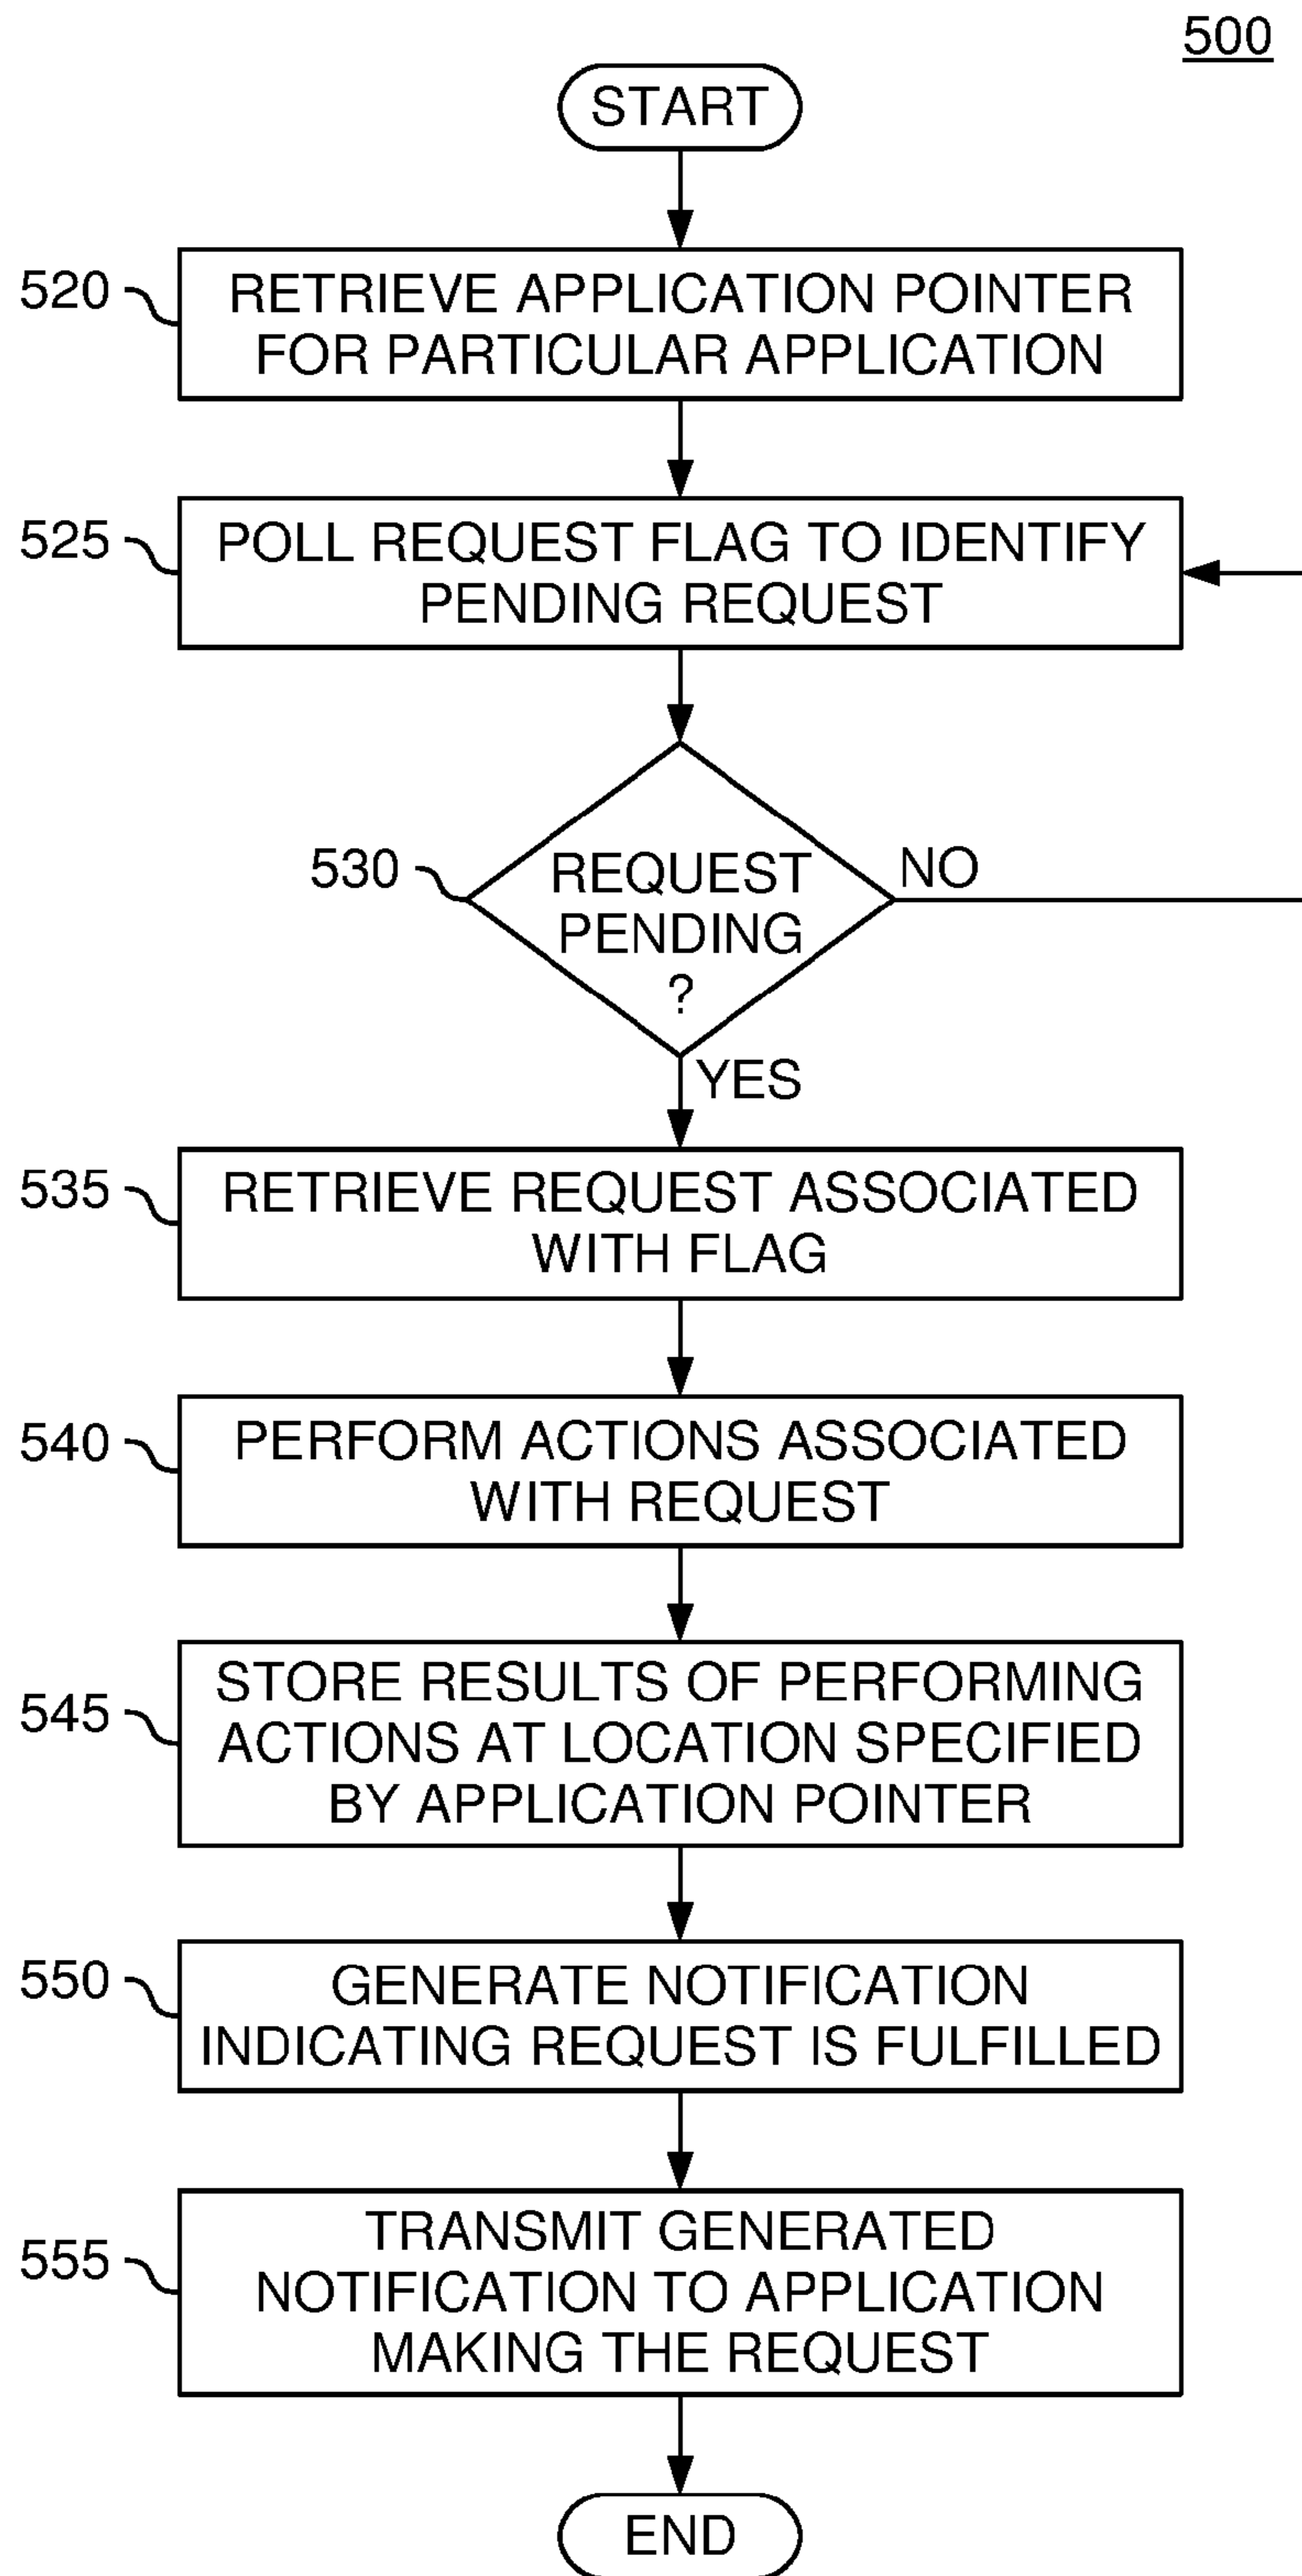 500
START
520
RETRIEVE APPLICATION POINTER
FOR PARTICULAR APPLICATION
525
POLL REQUEST FLAG TO IDENTIFY
PENDING REQUEST
530
REQUEST
PENDING
?
NO
YES
535
RETRIEVE REQUEST ASSOCIATED
WITH FLAG
540
PERFORM ACTIONS ASSOCIATED
WITH REQUEST
545
STORE RESULTS OF PERFORMING
ACTIONS AT LOCATION SPECIFIED
BY APPLICATION POINTER
550
GENERATE NOTIFICATION
INDICATING REQUEST IS FULFILLED
555
TRANSMIT GENERATED
NOTIFICATION TO APPLICATION
MAKING THE REQUEST
END